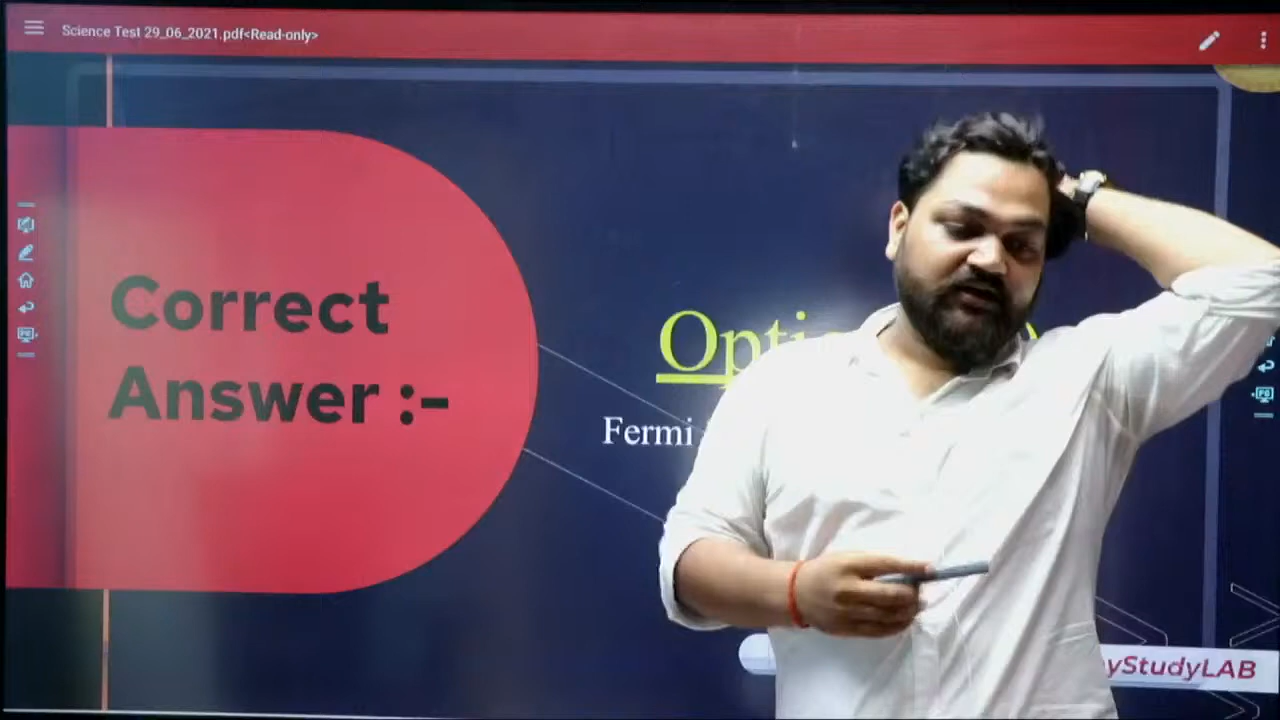 Science Test 29_06_2021.pdf<Read-only>
Correct
Answer :-
Fermi
yStudyLAB